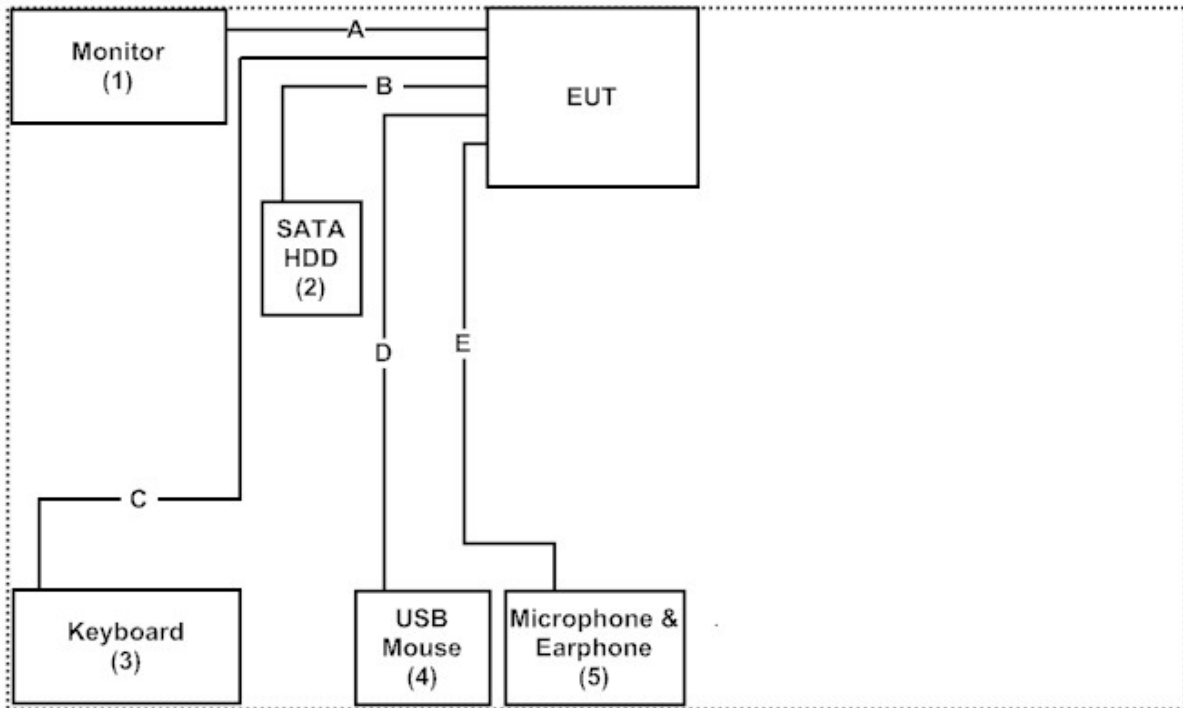 Monitor
(1)
A
EUT
B
SATA
HDD
(2)
D
E
C
Keyboard
(3)
USB
Mouse
(4)
Microphone &
Earphone
(5)